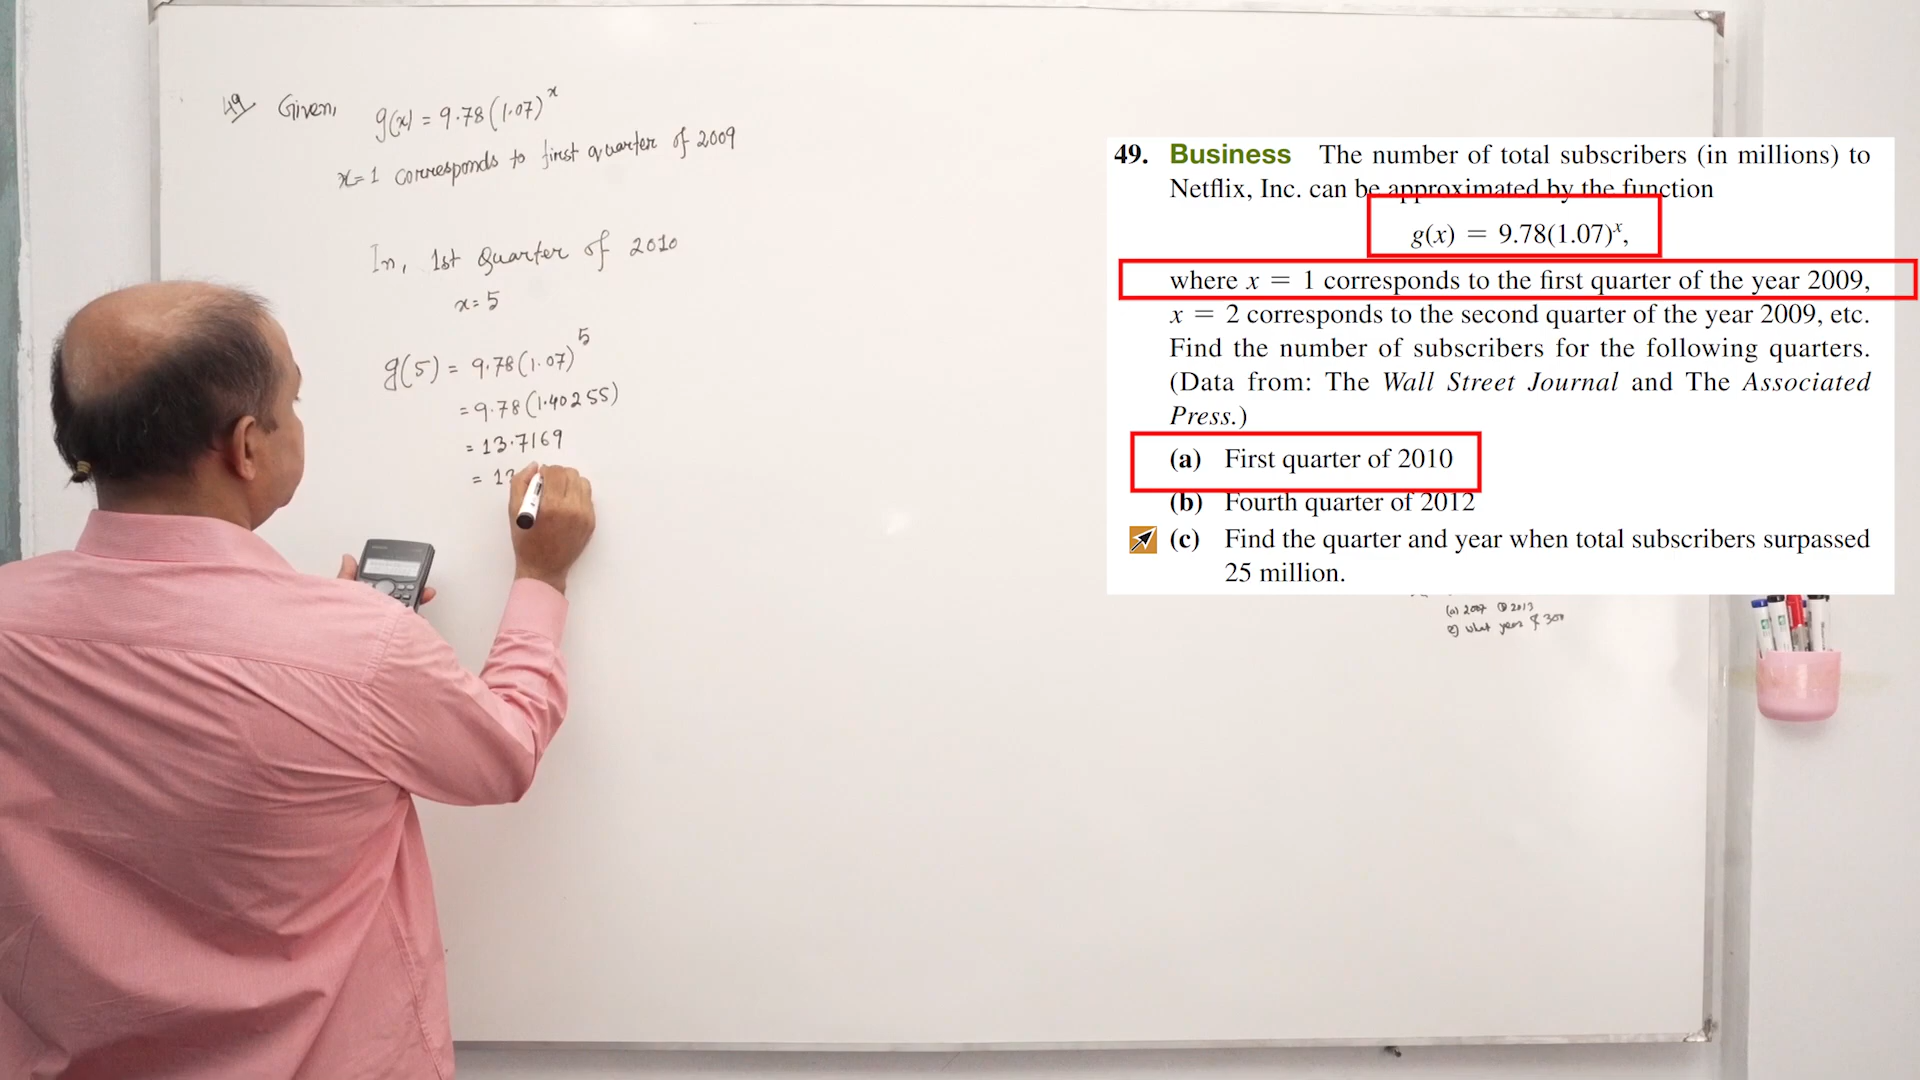 49 Given, g(x) = 9.78(1.07)^x
x=1 corresponds to first quarter of 2009
In, 1st Quarter of 2010
x=5
g(5) = 9.78(1.07)^5
= 9.78(1.40255)
= 13.7169
= 13
49. Business The number of total subscribers (in millions) to
Netflix, Inc. can be approximated by the function
g(x) = 9.78(1.07)^x,
where x = 1 corresponds to the first quarter of the year 2009,
x = 2 corresponds to the second quarter of the year 2009, etc.
Find the number of subscribers for the following quarters.
(Data from: The Wall Street Journal and The Associated
Press.)
(a) First quarter of 2010
(b) Fourth quarter of 2012
(c) Find the quarter and year when total subscribers surpassed
25 million.
(a) 2007 2013
what year